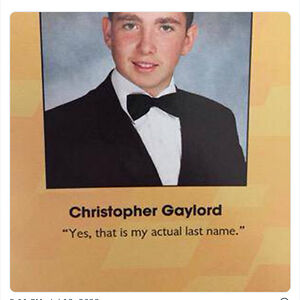 Christopher Gaylord
“Yes, that is my actual last name.”